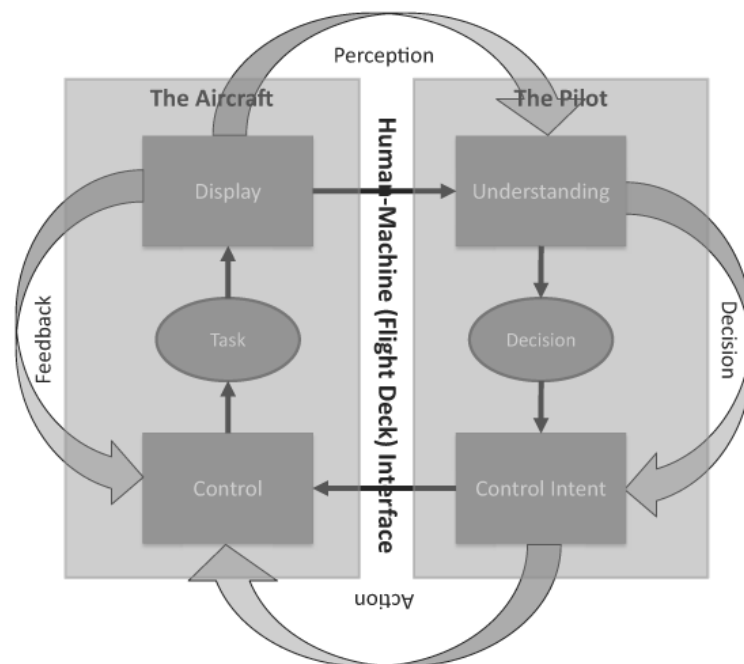 Perception
The Aircraft
The Pilot
Display
Understanding
Human-Machine (Flight Deck) Interface
Feedback
Task
Decision
Decision
Control
Control Intent
Action